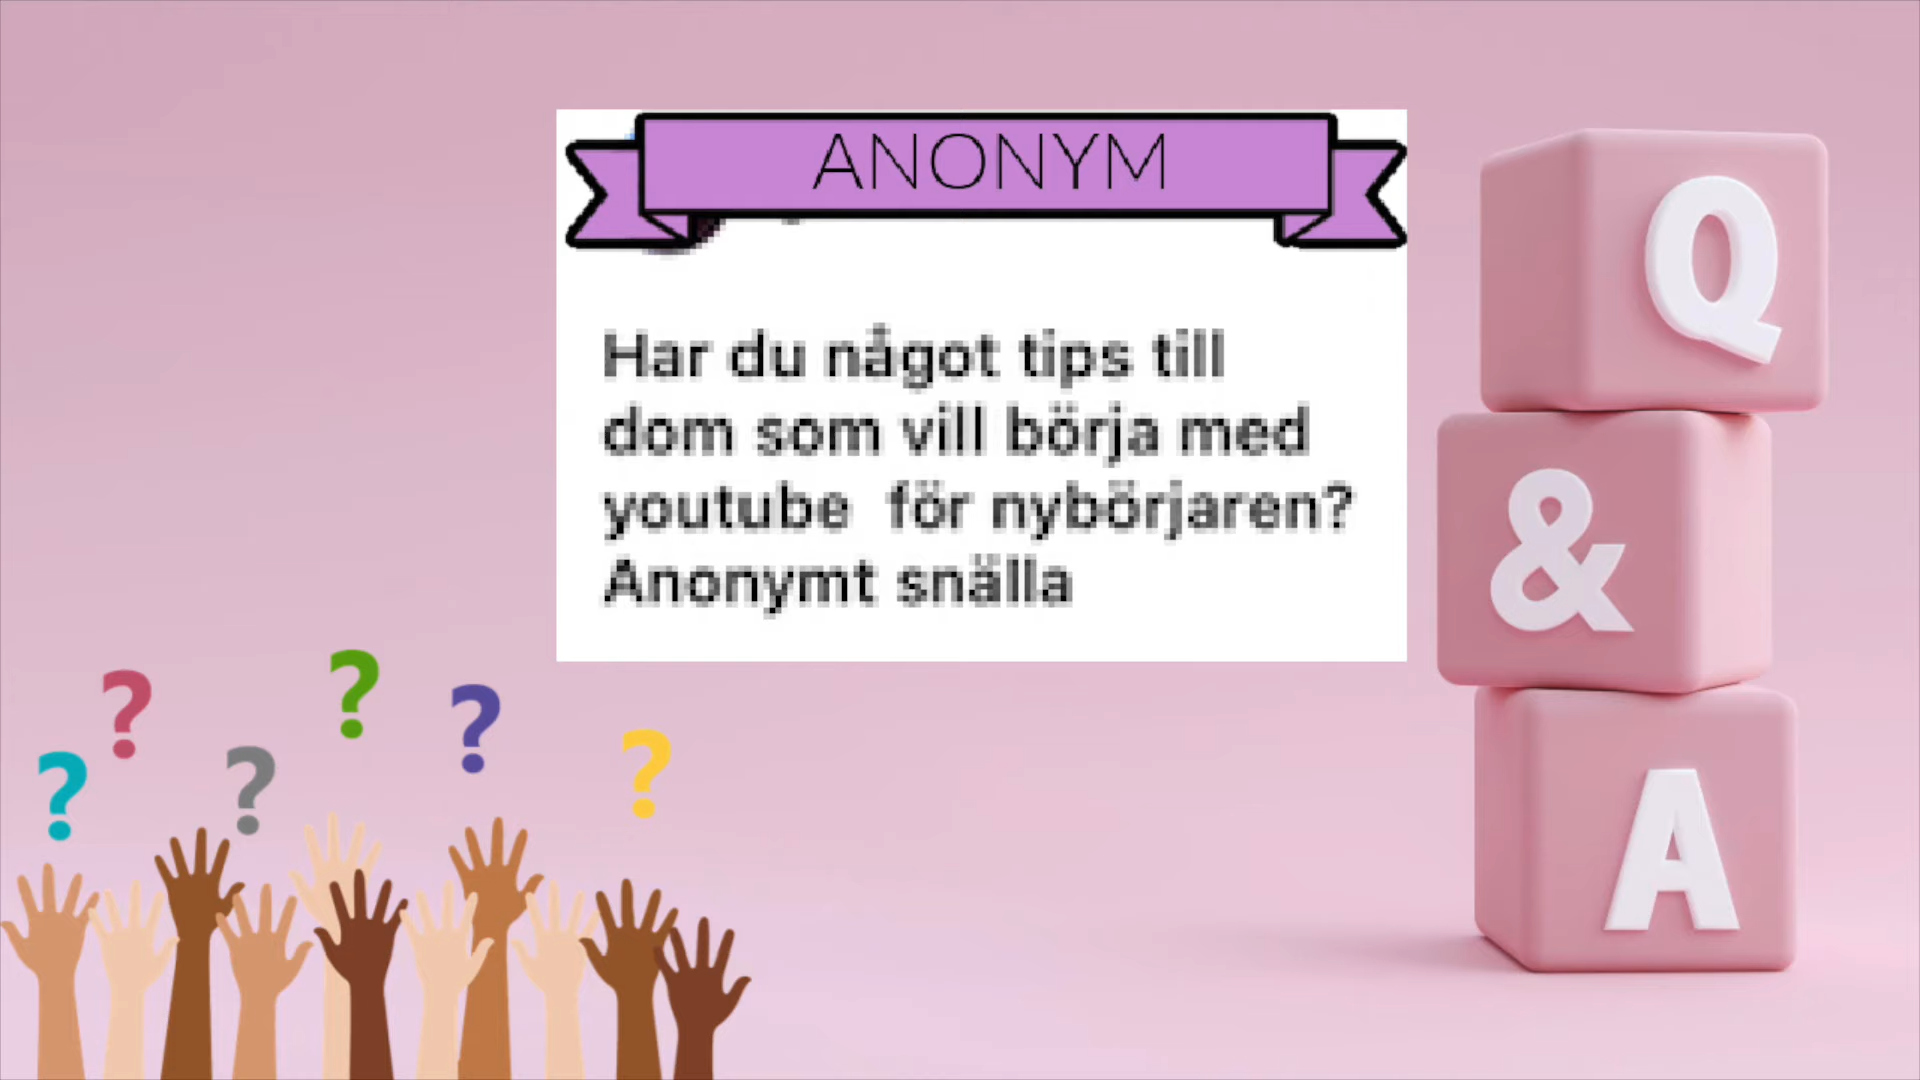 ANONYM
Har du något tips till
dom som vill börja med
youtube  för nybörjaren?
Anonymt snälla
Q
&
A
? ? ? ? ? ?